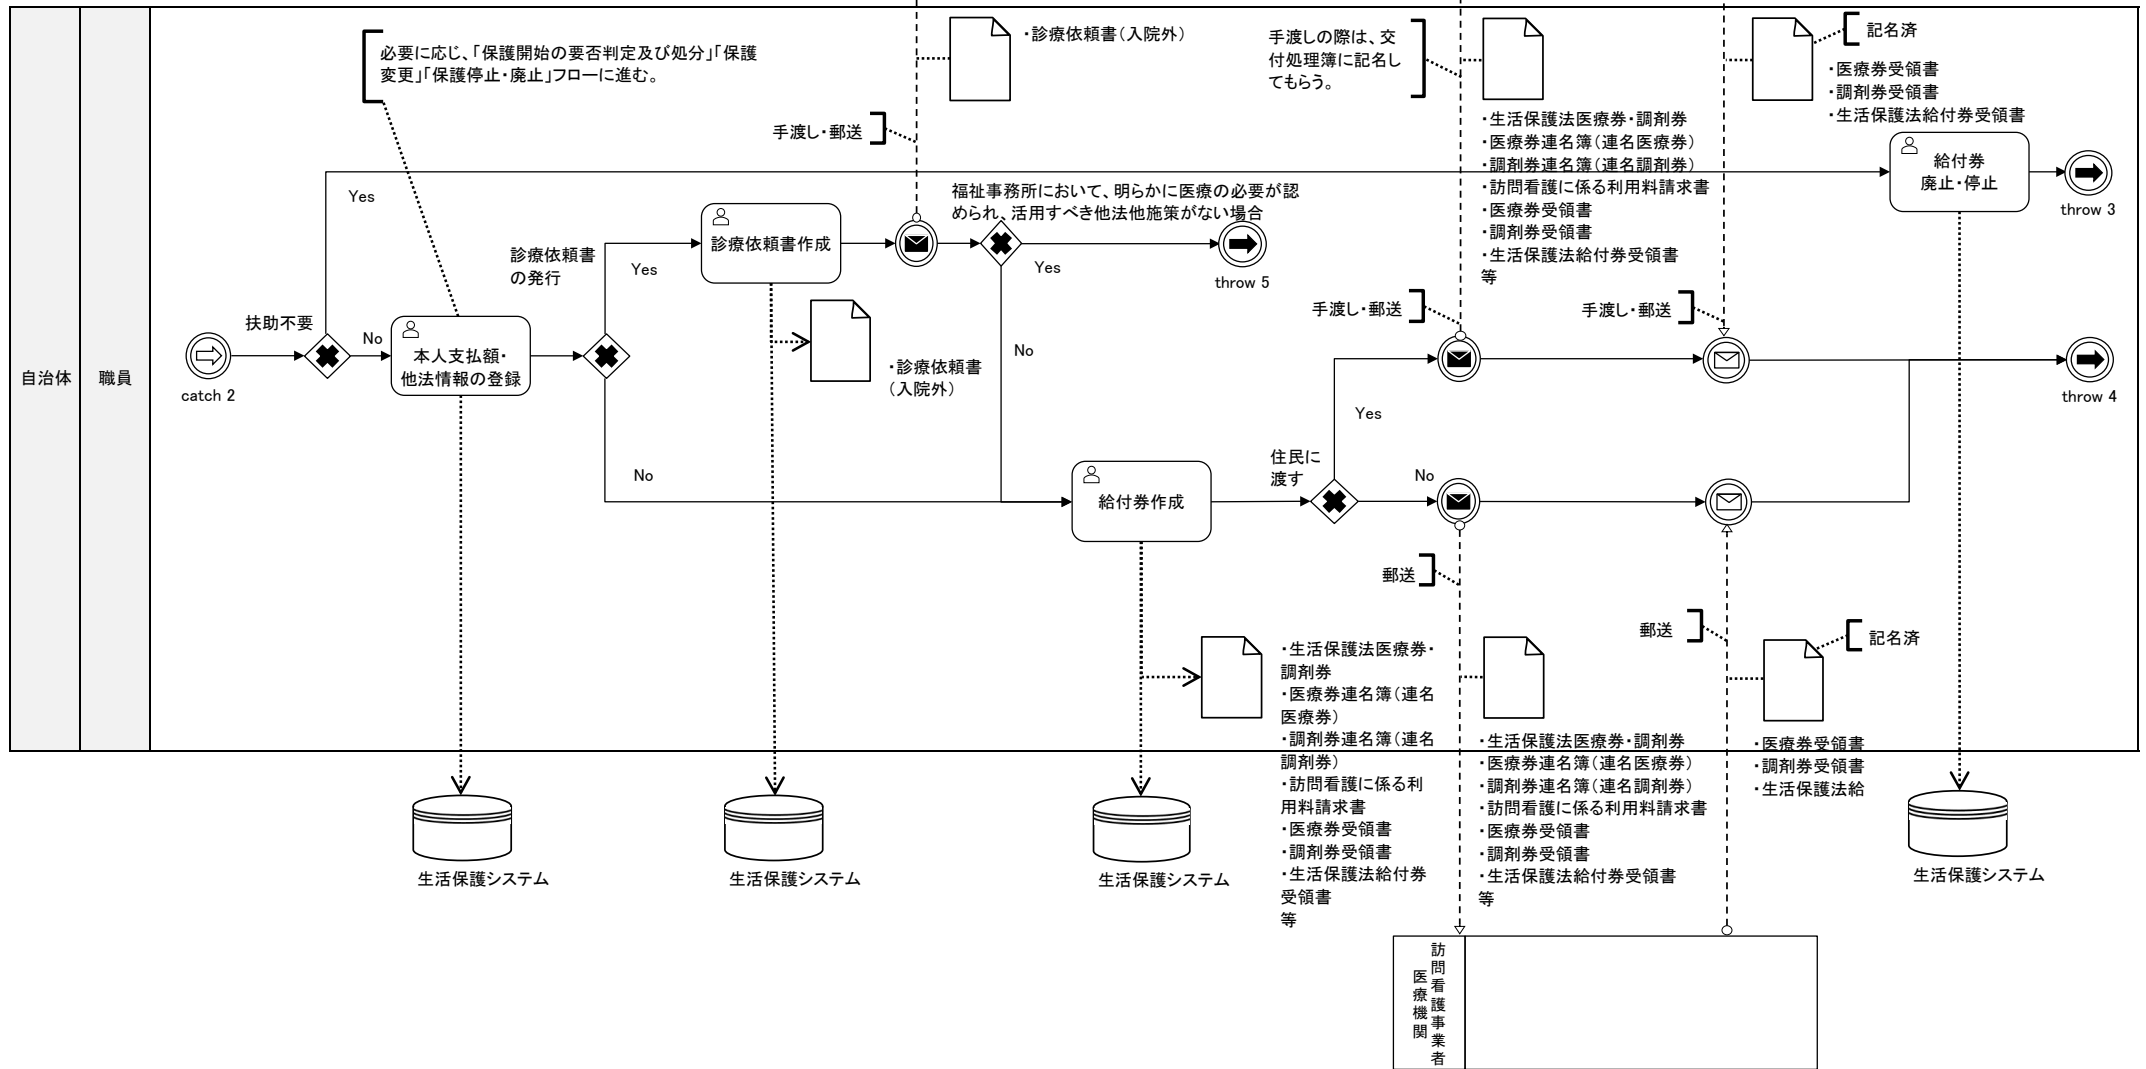 自治体
職員
必要に応じ、「保護開始の要否判定及び処分」「保護
変更」「保護停止・廃止」フローに進む。
・診療依頼書（入院外）
手渡し・郵送
手渡しの際は、交
付処理簿に記名し
てもらう。
・生活保護法医療券・調剤券
・医療券連名簿（連名医療券）
・調剤券連名簿（連名調剤券）
・訪問看護に係る利用料請求書
・医療券受領書
・調剤券受領書
・生活保護法給付券受領書
等
記名済
・医療券受領書
・調剤券受領書
・生活保護法給付券受領書
給付券
廃止・停止
throw 3
Yes
福祉事務所において、明らかに医療の必要が認
められ、活用すべき他法他施策がない場合
診療依頼書作成
診療依頼書
の発行
Yes
Yes
throw 5
手渡し・郵送
手渡し・郵送
扶助不要
No
catch 2
本人支払額・
他法情報の登録
・診療依頼書
（入院外）
No
Yes
throw 4
No
給付券作成
住民に
渡す
No
郵送
郵送
記名済
・生活保護法医療券・
調剤券
・医療券連名簿（連名
医療券）
・調剤券連名簿（連名
調剤券）
・訪問看護に係る利
用料請求書
・医療券受領書
・調剤券受領書
・生活保護法給付券
受領書
等
・生活保護法医療券・調剤券
・医療券連名簿（連名医療券）
・調剤券連名簿（連名調剤券）
・訪問看護に係る利用料請求書
・医療券受領書
・調剤券受領書
・生活保護法給付券受領書
等
・医療券受領書
・調剤券受領書
・生活保護法給
生活保護システム
生活保護システム
生活保護システム
生活保護システム
訪問看護事業者
医療機関